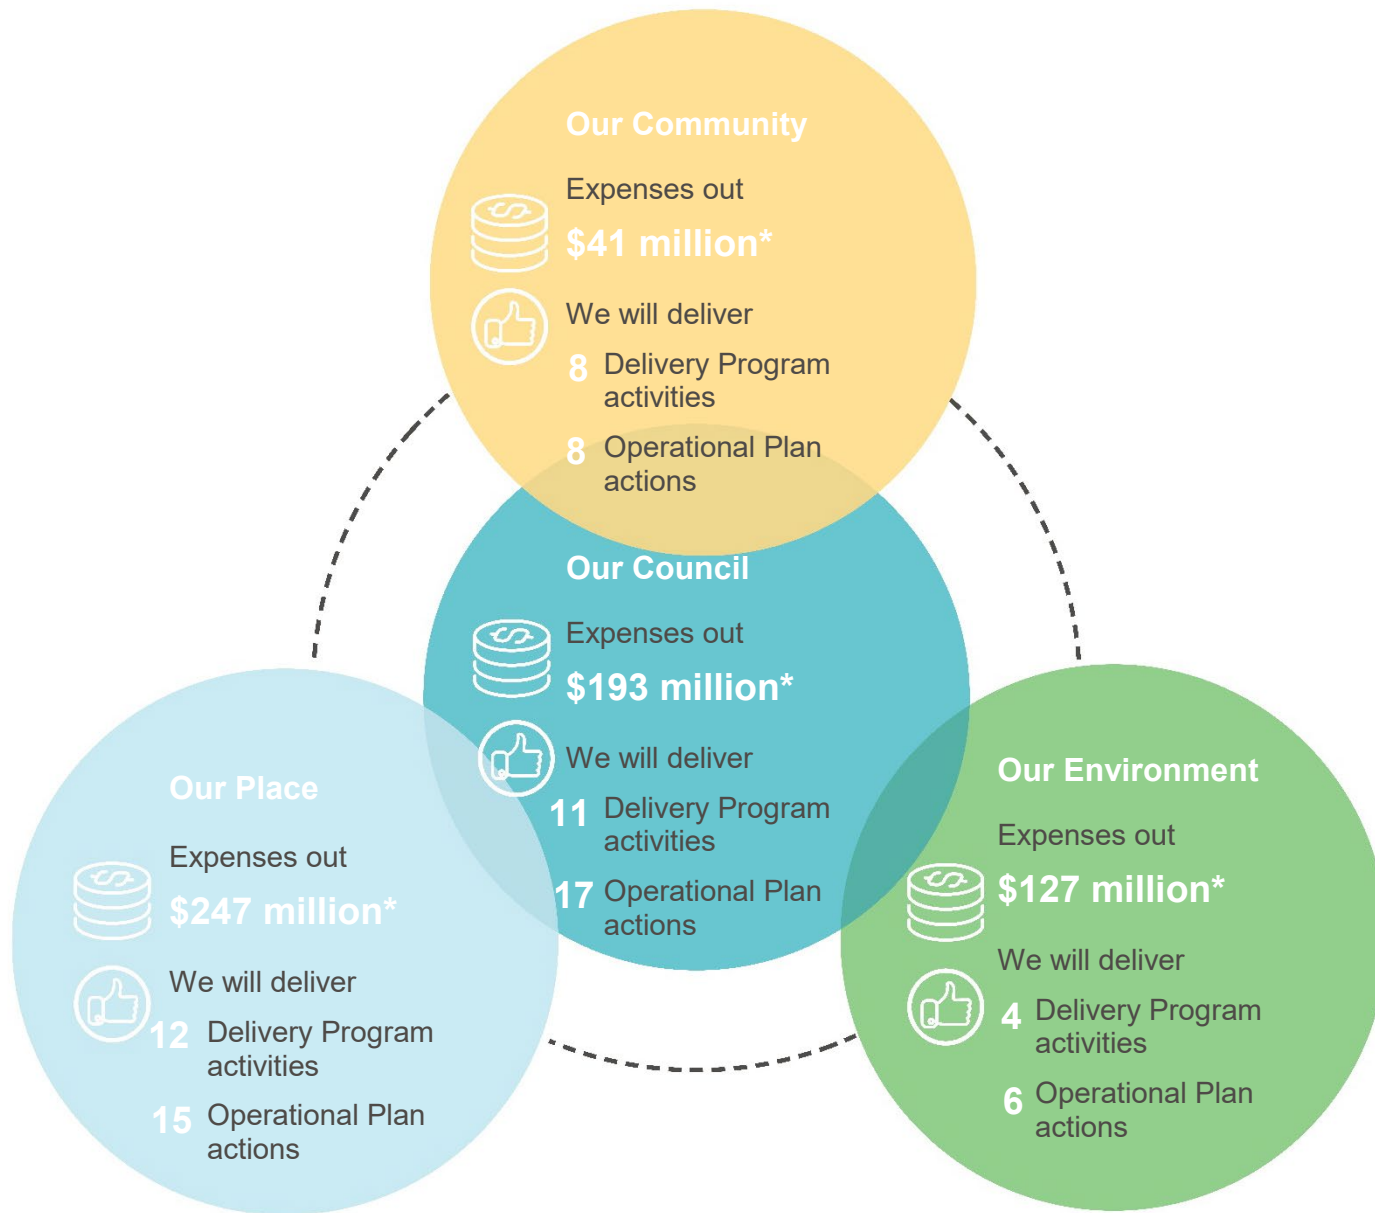 Our Community
Expenses out
$41 million*
We will deliver
8 Delivery Program
activities
8 Operational Plan
actions
Our Council
Expenses out
$193 million*
We will deliver
11 Delivery Program
activities
17 Operational Plan
actions
Our Place
Expenses out
$247 million*
We will deliver
12 Delivery Program
activities
15 Operational Plan
actions
Our Environment
Expenses out
$127 million*
We will deliver
4 Delivery Program
activities
6 Operational Plan
actions